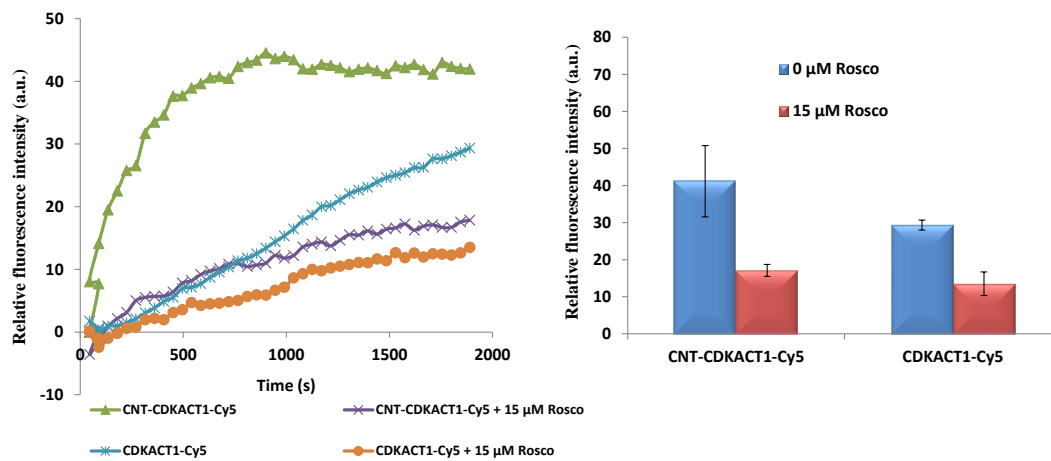 Relative fluorescence intensity (a.u.)
50
40
30
20
10
0
-10
0
500
1000
1500
2000
Time (s)
CNT-CDKACT1-Cy5
CNT-CDKACT1-Cy5 + 15 µM Rosco
CDKACT1-Cy5
CDKACT1-Cy5 + 15 µM Rosco
Relative fluorescence intensity (a.u.)
80
70
60
50
40
30
20
10
0
0 µM Rosco
15 µM Rosco
CNT-CDKACT1-Cy5
CDKACT1-Cy5